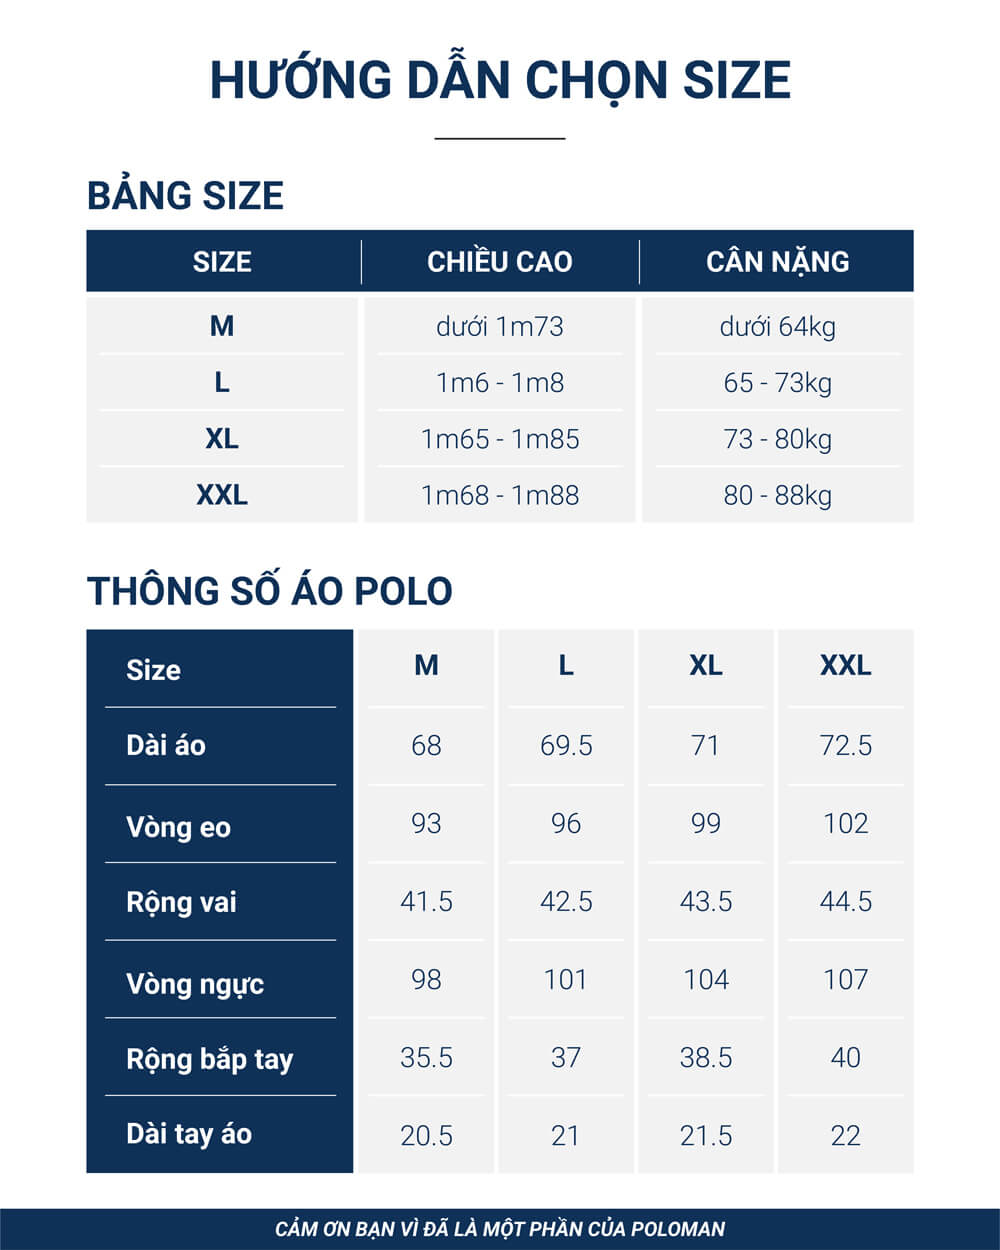 HƯỚNG DẪN CHỌN SIZE
BẢNG SIZE
SIZE CHIỀU CAO CÂN NẶNG
M dưới 1m73 dưới 64kg
L 1m6 - 1m8 65 - 73kg
XL 1m65 - 1m85 73 - 80kg
XXL 1m68 - 1m88 80 - 88kg
THÔNG SỐ ÁO POLO
Size M L XL XXL
Dài áo 68 69.5 71 72.5
Vòng eo 93 96 99 102
Rộng vai 41.5 42.5 43.5 44.5
Vòng ngực 98 101 104 107
Rộng bắp tay 35.5 37 38.5 40
Dài tay áo 20.5 21 21.5 22
CẢM ƠN BẠN VÌ ĐÃ LÀ MỘT PHẦN CỦA POLOMAN